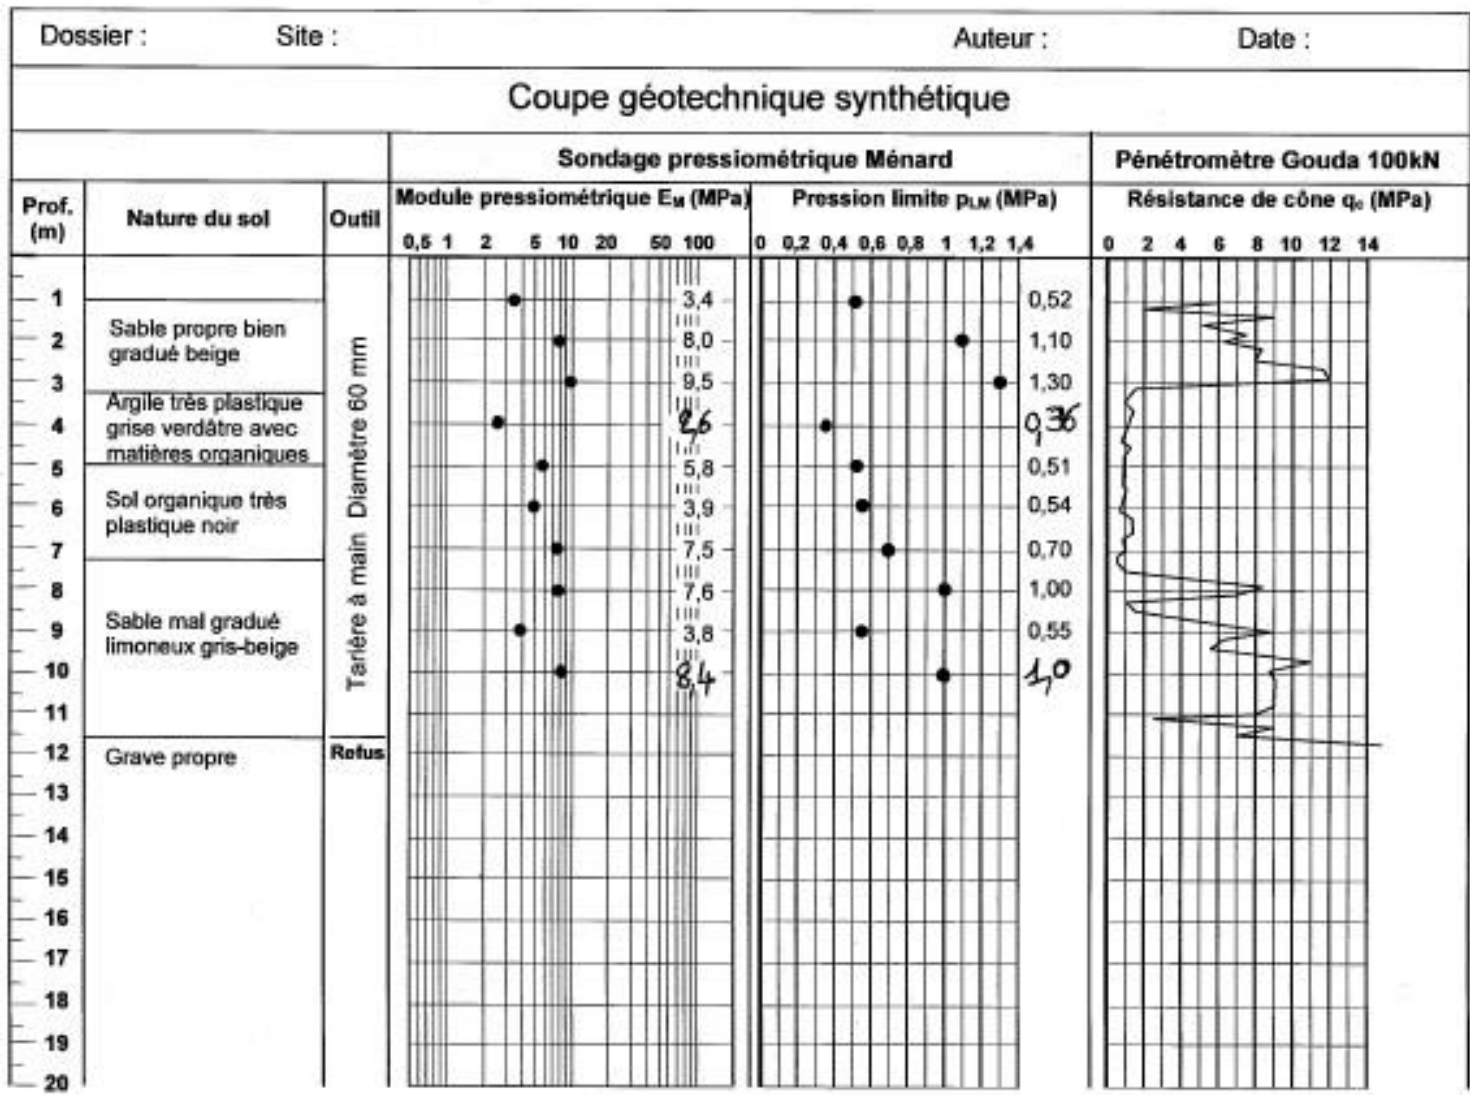 Dossier : Site : Auteur : Date :
Coupe géotechnique synthétique
Sondage pressiométrique Ménard Pénétromètre Gouda 100kN
Prof. (m)
Nature du sol
Outil
Module pressiométrique EM (MPa)
Pression limite pLM (MPa)
Résistance de cône qc (MPa)
0,5 1 2 5 10 20 50 100
0 0,2 0,4 0,6 0,8 1 1,2 1,4
0 2 4 6 8 10 12 14
1 3,4 0,52
Sable propre bien
gradué beige
2 8,0 1,10
3 9,5 1,30
Argile très plastique
grise verdâtre avec
matières organiques
4 2,6 0,36
5 5,8 0,51
Sol organique très
plastique noir
6 3,9 0,54
7 7,5 0,70
8 7,6 1,00
Sable mal gradué
limoneux gris-beige
9 3,8 0,55
10 8,4 1,0
11
Tarière à main Diamètre 60 mm
12 Grave propre Refus
13
14
15
16
17
18
19
20